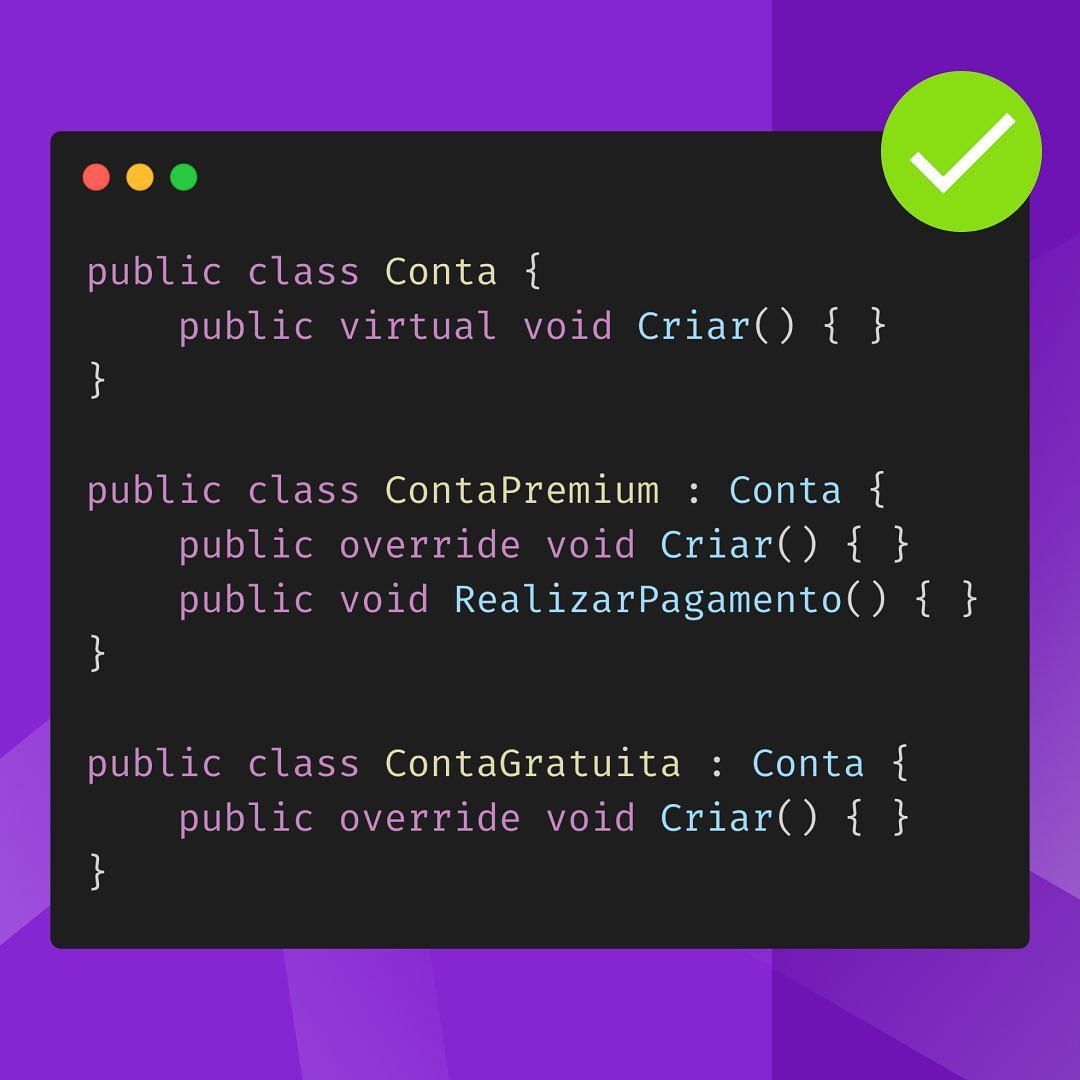 public class Conta {
    public virtual void Criar() { }
}

public class ContaPremium : Conta {
    public override void Criar() { }
    public void RealizarPagamento() { }
}

public class ContaGratuita : Conta {
    public override void Criar() { }
}